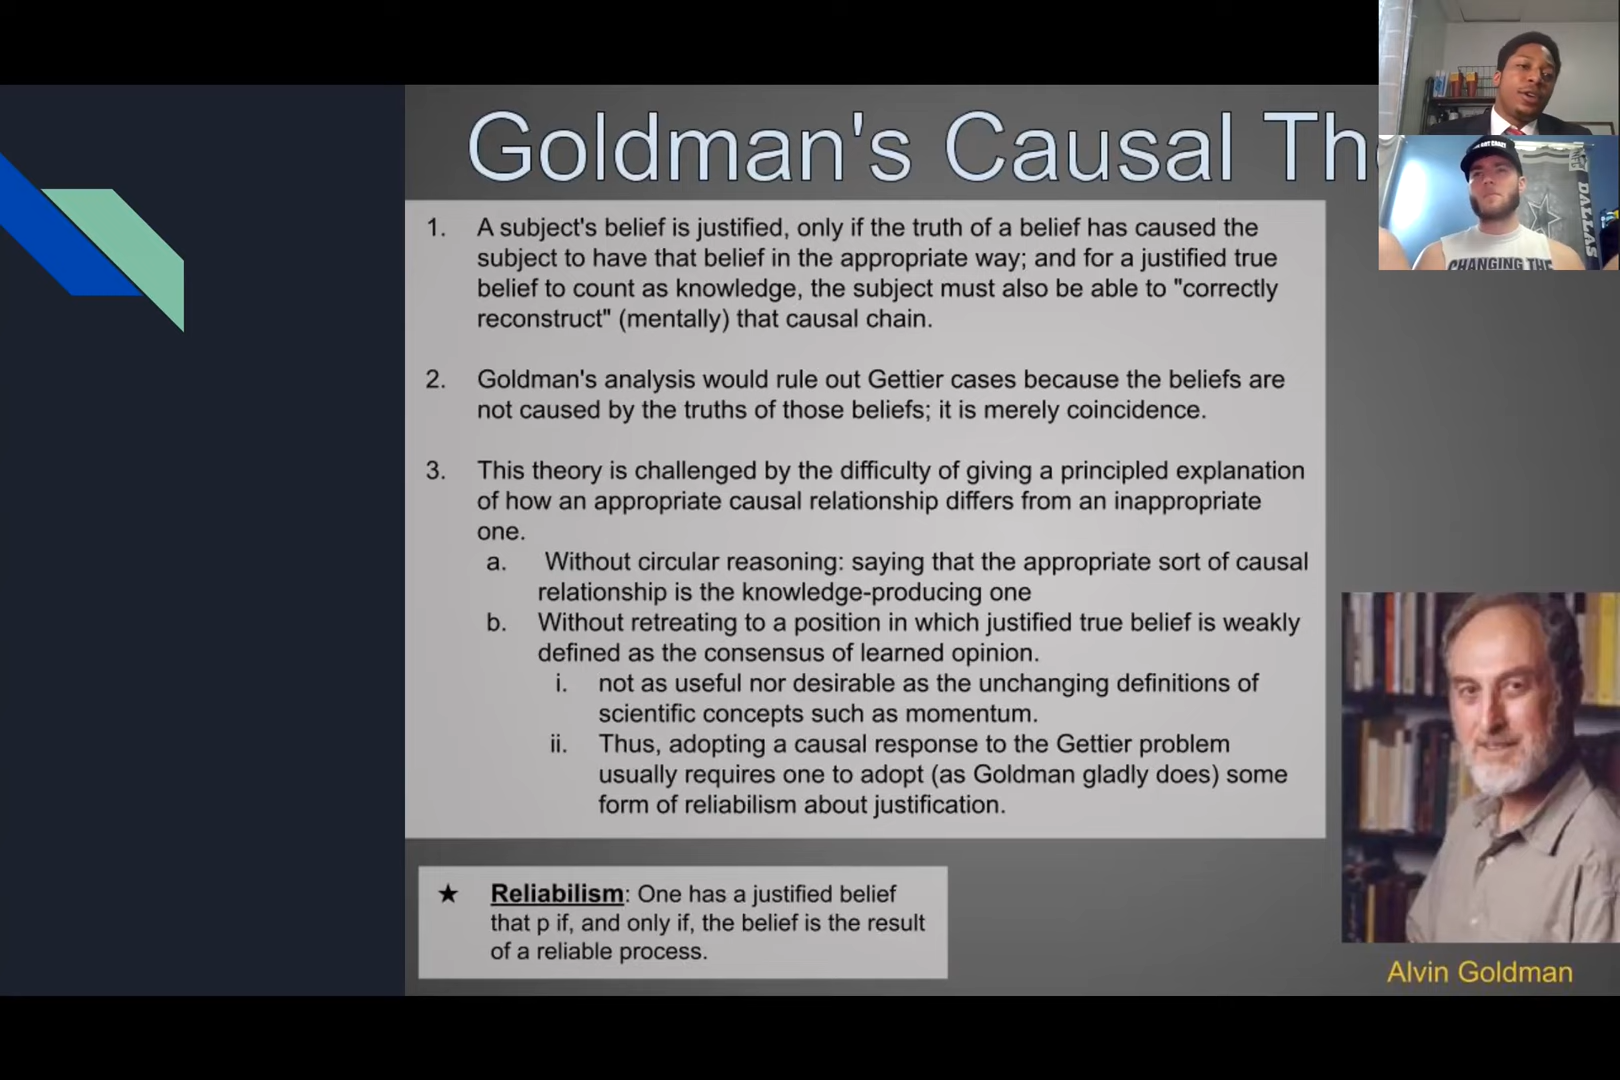 Goldman's Causal Th
1. A subject's belief is justified, only if the truth of a belief has caused the
subject to have that belief in the appropriate way; and for a justified true
belief to count as knowledge, the subject must also be able to "correctly
reconstruct" (mentally) that causal chain.
2. Goldman's analysis would rule out Gettier cases because the beliefs are
not caused by the truths of those beliefs; it is merely coincidence.
3. This theory is challenged by the difficulty of giving a principled explanation
of how an appropriate causal relationship differs from an inappropriate
one.
a. Without circular reasoning: saying that the appropriate sort of causal
relationship is the knowledge-producing one
b. Without retreating to a position in which justified true belief is weakly
defined as the consensus of learned opinion.
i. not as useful nor desirable as the unchanging definitions of
scientific concepts such as momentum.
ii. Thus, adopting a causal response to the Gettier problem
usually requires one to adopt (as Goldman gladly does) some
form of reliabilism about justification.
★ Reliabilism: One has a justified belief
that p if, and only if, the belief is the result
of a reliable process.
Alvin Goldman
DALLAS
CHANGING THE